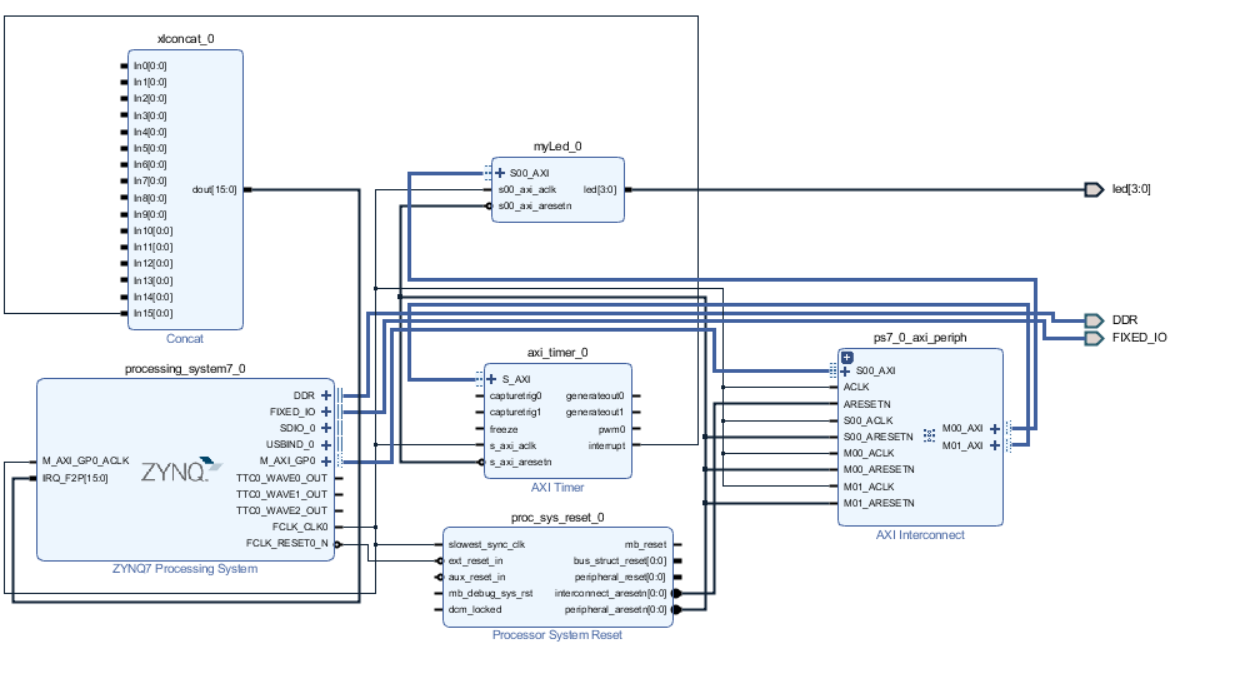 xlconcat_0
In0[0:0]
In1[0:0]
In2[0:0]
In3[0:0]
In4[0:0]
In5[0:0]
In6[0:0]
In7[0:0]
In8[0:0]
In9[0:0]
In10[0:0]
In11[0:0]
In12[0:0]
In13[0:0]
In14[0:0]
In15[0:0]
dout[15:0]
Concat
myLed_0
S00_AXI
s00_axi_aclk
s00_axi_aresetn
led[3:0]
led[3:0]
DDR
FIXED_IO
processing_system7_0
M_AXI_GP0_ACLK
IRQ_F2P[15:0]
ZYNQ
DDR
FIXED_IO
SDIO_0
USBIND_0
M_AXI_GP0
TTC0_WAVE0_OUT
TTC0_WAVE1_OUT
TTC0_WAVE2_OUT
FCLK_CLK0
FCLK_RESET0_N
ZYNQ7 Processing System
axi_timer_0
S_AXI
capturetrig0
capturetrig1
freeze
s_axi_aclk
s_axi_aresetn
generateout0
generateout1
pwm0
interrupt
AXI Timer
proc_sys_reset_0
slowest_sync_clk
ext_reset_in
aux_reset_in
mb_debug_sys_rst
dcm_locked
mb_reset
bus_struct_reset[0:0]
peripheral_reset[0:0]
interconnect_aresetn[0:0]
peripheral_aresetn[0:0]
Processor System Reset
ps7_0_axi_periph
S00_AXI
ACLK
ARESETN
S00_ACLK
S00_ARESETN
M00_ACLK
M00_ARESETN
M01_ACLK
M01_ARESETN
M00_AXI
M01_AXI
AXI Interconnect